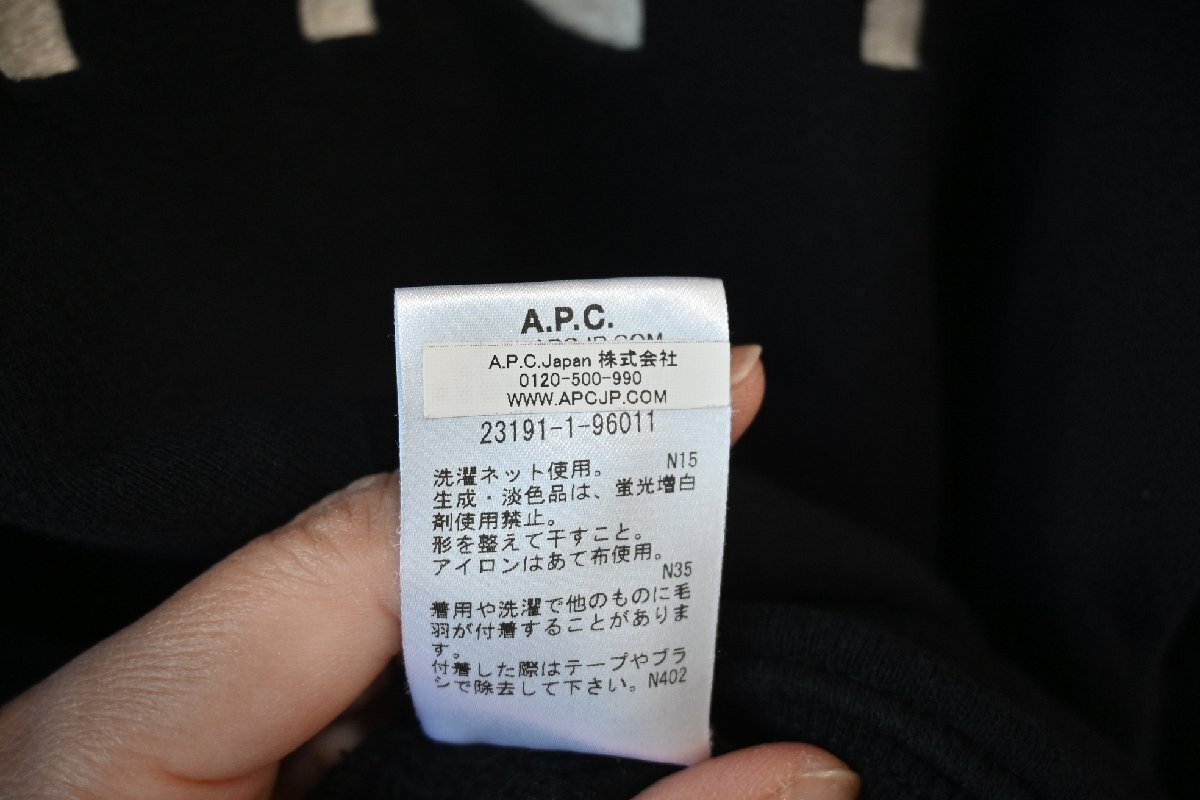 A.P.C.
A.P.C.Japan 株式会社
0120-500-990
WWW.APCJP.COM
23191-1-96011
洗濯ネット使用。 N15
生成・淡色品は、蛍光増白
剤使用禁止。
形を整えて干すこと。
アイロンはあて布使用。
N35
着用や洗濯で他のものに毛
羽が付着することがありま
す。
付着した際はテープやブラ
シで除去して下さい。N402